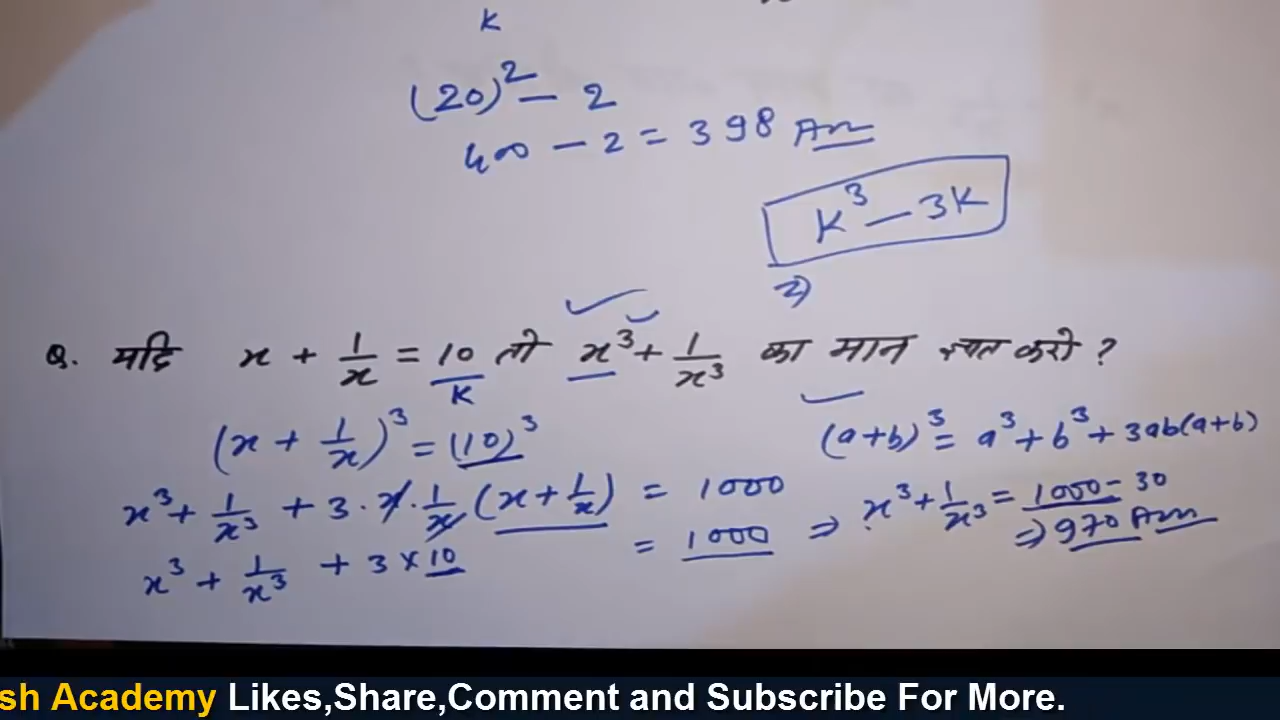 k
(20)² - 2
400 - 2 = 398 Ans
k³ - 3k
Q. यदि x + 1/x = 10 तो x³ + 1/x³ का मान ज्ञात करो ?
k
(x + 1/x)³ = (10)³
(a+b)³ = a³ + b³ + 3ab(a+b)
x³ + 1/x³ + 3 · x · 1/x (x + 1/x) = 1000
x³ + 1/x³ + 3 × 10 = 1000 ⇒ x³ + 1/x³ = 1000 - 30
⇒ 970 Ans
sh Academy Likes,Share,Comment and Subscribe For More.